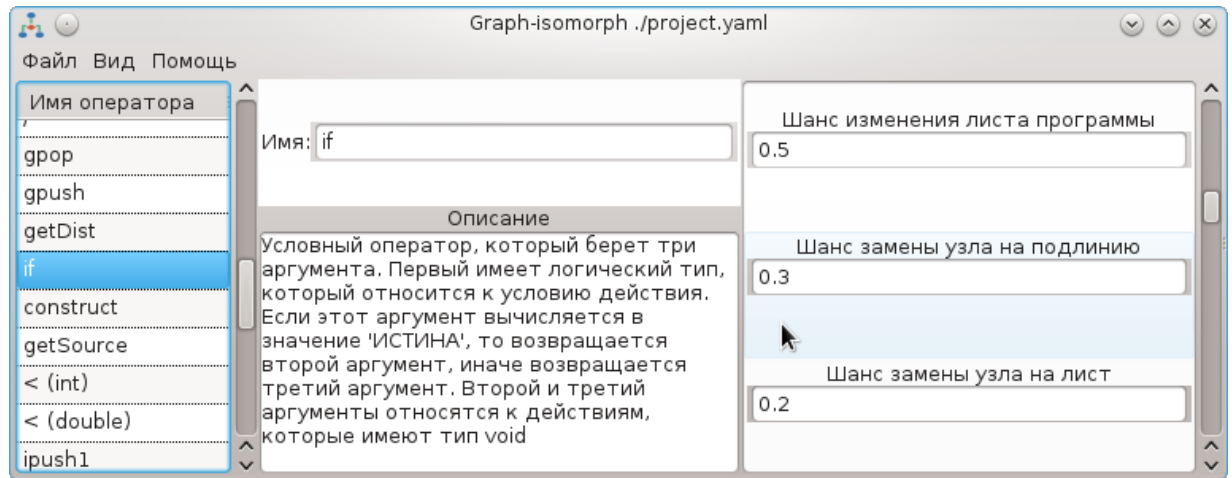 Graph-isomorph ./project.yaml
Файл Вид Помощь
Имя оператора
gpop
gpush
getDist
if
construct
getSource
< (int)
< (double)
ipush1
Имя: if
Описание
Условный оператор, который берет три
аргумента. Первый имеет логический тип,
который относится к условию действия.
Если этот аргумент вычисляется в
значение 'ИСТИНА', то возвращается
второй аргумент, иначе возвращается
третий аргумент. Второй и третий
аргументы относятся к действиям,
которые имеют тип void
Шанс изменения листа программы
0.5
Шанс замены узла на подлинию
0.3
Шанс замены узла на лист
0.2